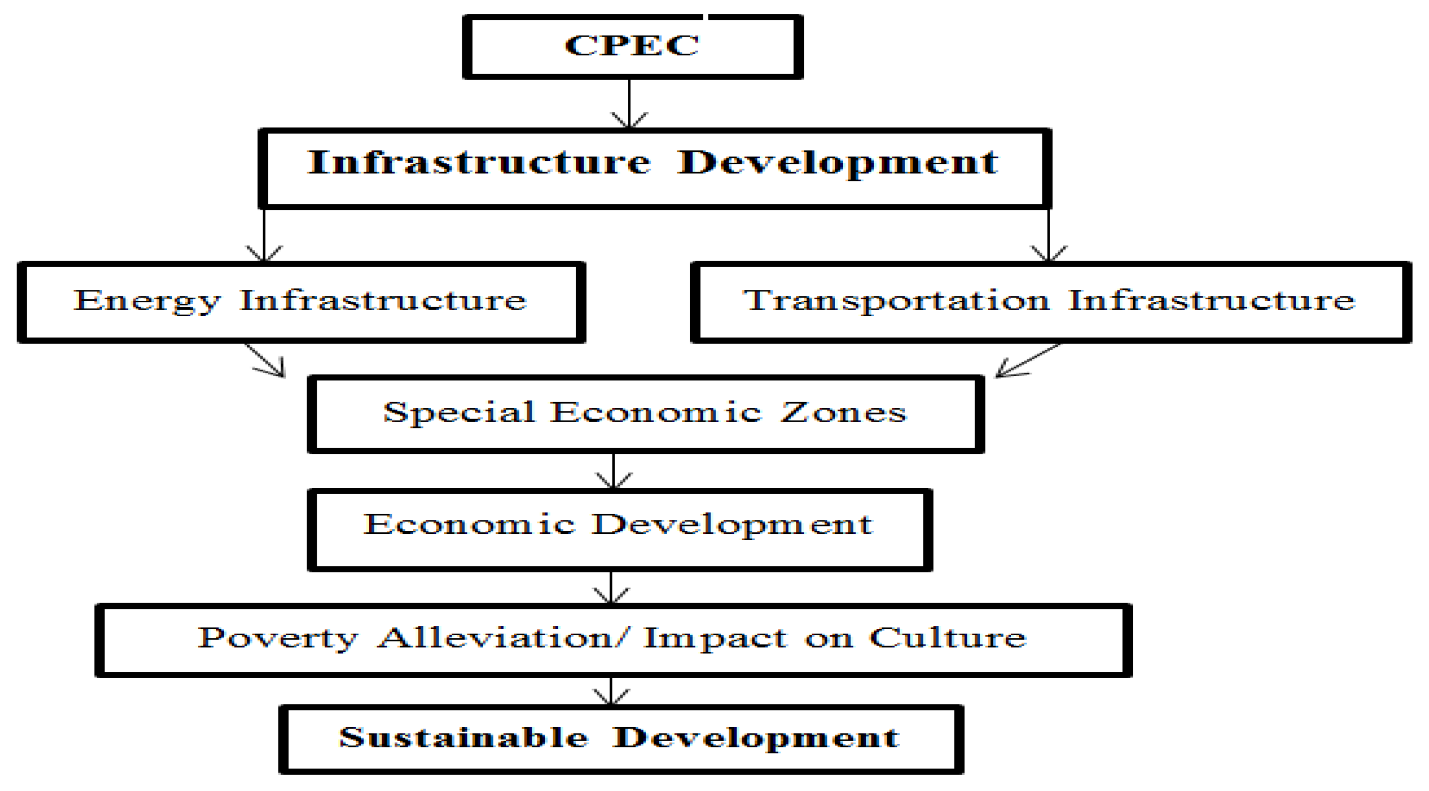 CPEC
Infrastructure Development
Energy Infrastructure
Transportation Infrastructure
Special Economic Zones
Economic Development
Poverty Alleviation/ Impact on Culture
Sustainable Development